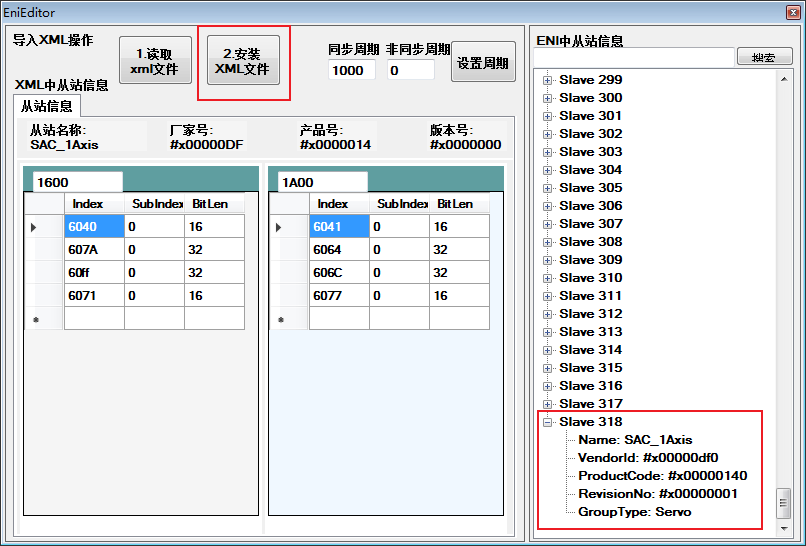 EniEditor
导入XML操作
1.读取
xml文件
2.安装
XML文件
同步周期 非同步周期
1000 0
设置周期
XML中从站信息
从站信息
从站名称: 厂家号: 产品号: 版本号:
SAC_1Axis #x00000DF #x0000014 #x0000000
1600
Index SubIndex BitLen
6040 0 16
607A 0 32
60ff 0 32
6071 0 16
*
1A00
Index SubIndex BitLen
6041 0 16
6064 0 32
606C 0 32
6077 0 16
*
ENI中从站信息
搜索
Slave 299
Slave 300
Slave 301
Slave 302
Slave 303
Slave 304
Slave 305
Slave 306
Slave 307
Slave 308
Slave 309
Slave 310
Slave 311
Slave 312
Slave 313
Slave 314
Slave 315
Slave 316
Slave 317
Slave 318
Name: SAC_1Axis
VendorId: #x00000df0
ProductCode: #x00000140
RevisionNo: #x00000001
GroupType: Servo